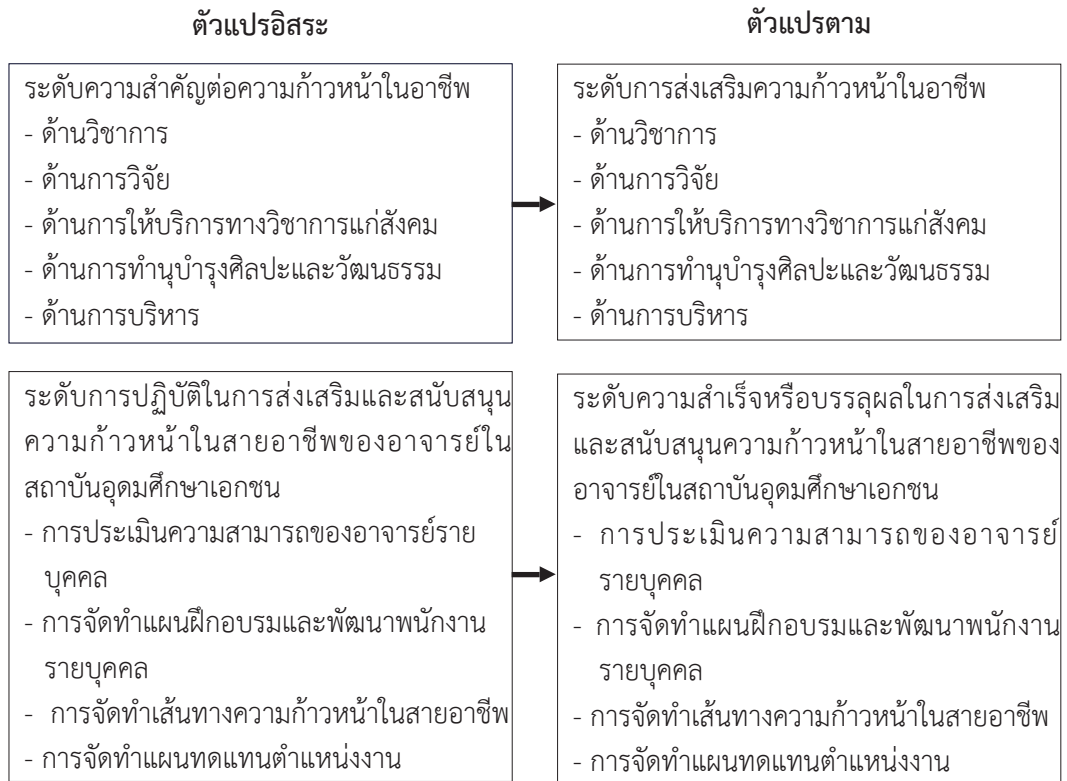 ตัวแปรอิสระ
ระดับความสำคัญต่อความก้าวหน้าในอาชีพ
- ด้านวิชาการ
- ด้านการวิจัย
- ด้านการให้บริการทางวิชาการแก่สังคม
- ด้านการทำนุบำรุงศิลปะและวัฒนธรรม
- ด้านการบริหาร
ระดับการปฏิบัติในการส่งเสริมและสนับสนุน
ความก้าวหน้าในสายอาชีพของอาจารย์ใน
สถาบันอุดมศึกษาเอกชน
- การประเมินความสามารถของอาจารย์ราย
บุคคล
- การจัดทำแผนฝึกอบรมและพัฒนาพนักงาน
รายบุคคล
- การจัดทำเส้นทางความก้าวหน้าในสายอาชีพ
- การจัดทำแผนทดแทนตำแหน่งงาน
ตัวแปรตาม
ระดับการส่งเสริมความก้าวหน้าในอาชีพ
- ด้านวิชาการ
- ด้านการวิจัย
- ด้านการให้บริการทางวิชาการแก่สังคม
- ด้านการทำนุบำรุงศิลปะและวัฒนธรรม
- ด้านการบริหาร
ระดับความสำเร็จหรือบรรลุผลในการส่งเสริม
และสนับสนุนความก้าวหน้าในสายอาชีพของ
อาจารย์ในสถาบันอุดมศึกษาเอกชน
- การประเมินความสามารถของอาจารย์
รายบุคคล
- การจัดทำแผนฝึกอบรมและพัฒนาพนักงาน
รายบุคคล
- การจัดทำเส้นทางความก้าวหน้าในสายอาชีพ
- การจัดทำแผนทดแทนตำแหน่งงาน